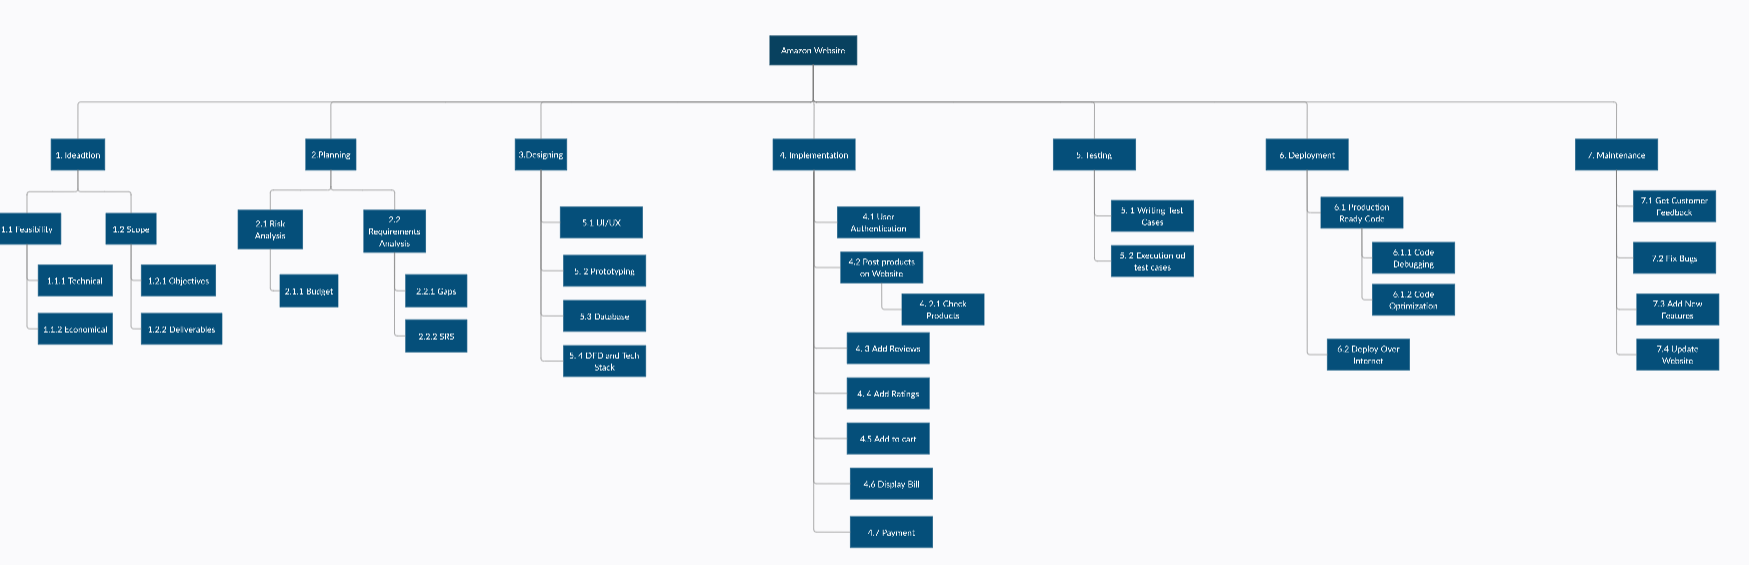 Amazon Website
1. Ideadtion
2.Planning
3.Designing
4. Implementation
5. Testing
6. Deployment
7. Maintenance
1.1 Feasibility
1.2 Scope
1.1.1 Technical
1.1.2 Economical
1.2.1 Objectives
1.2.2 Deliverables
2.1 Risk
Analysis
2.2
Requirements
Analysis
2.1.1 Budget
2.2.1 Gaps
2.2.2 SRS
5.1 UI/UX
5. 2 Prototyping
5.3 Database
5. 4 DFD and Tech
Stack
4.1 User
Authentication
4.2 Post products
on Website
4. 2.1 Check
Products
4. 3 Add Reviews
4. 4 Add Ratings
4.5 Add to cart
4.6 Display Bill
4.7 Payment
5. 1 Writing Test
Cases
5. 2 Execution od
test cases
6.1 Production
Ready Code
6.1.1 Code
Debugging
6.1.2 Code
Optimization
6.2 Deploy Over
Internet
7.1 Get Customer
Feedback
7.2 Fix Bugs
7.3 Add New
Features
7.4 Update
Website